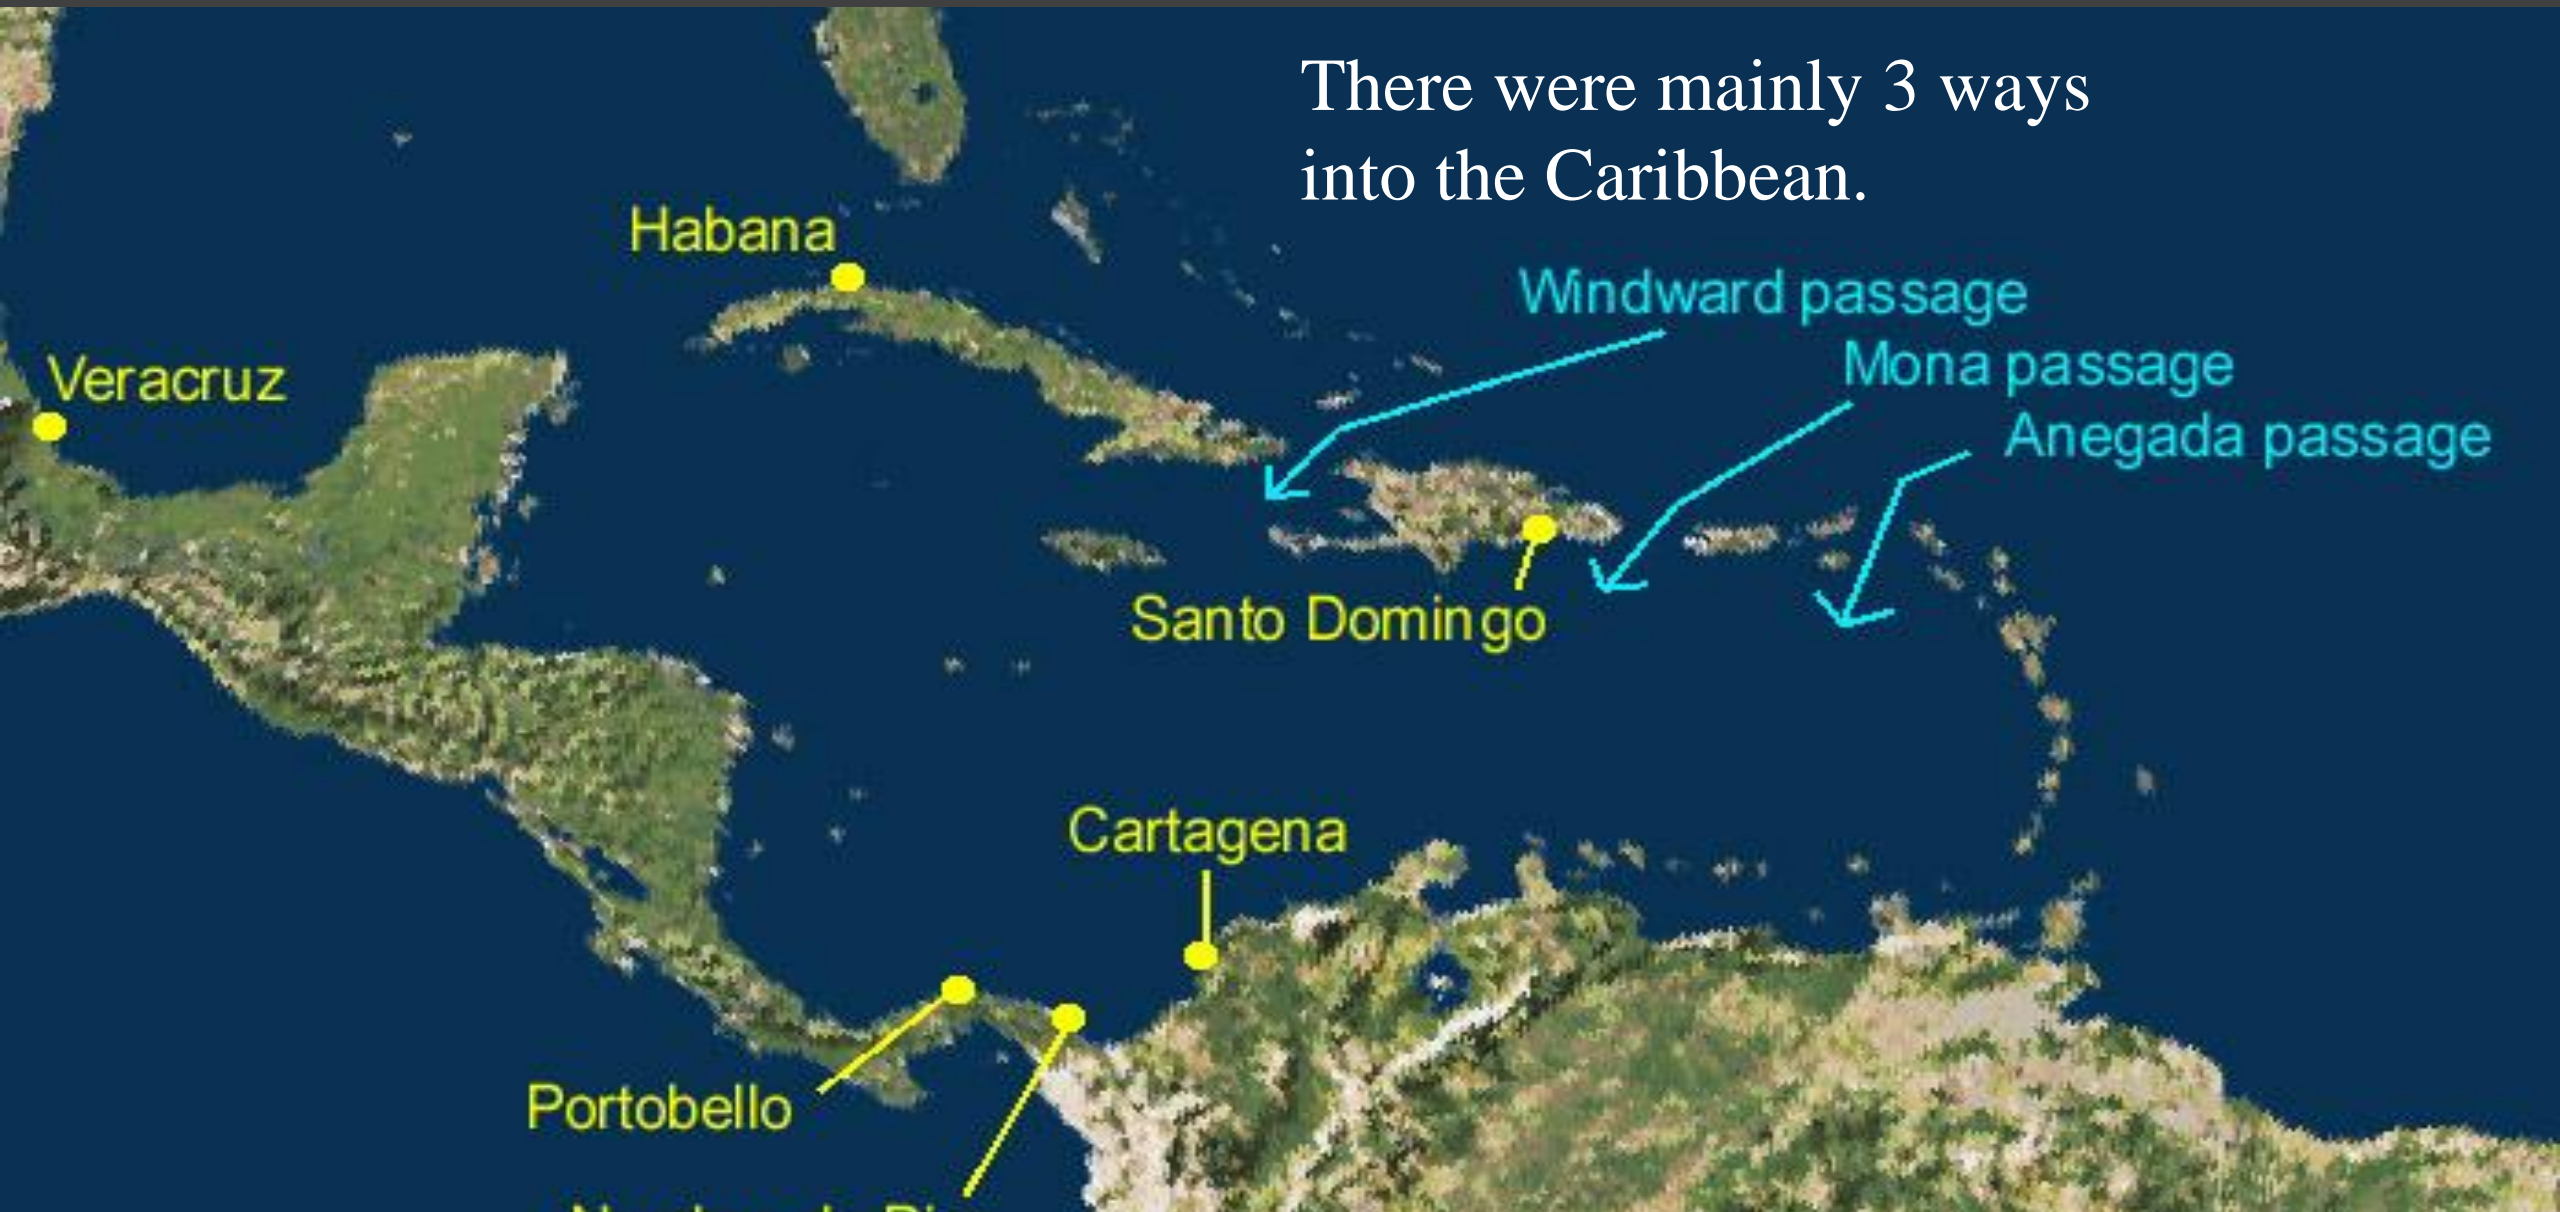 There were mainly 3 ways
into the Caribbean.
Habana
Windward passage
Mona passage
Veracruz
Anegada passage
Santo Domingo
Cartagena
Portobello